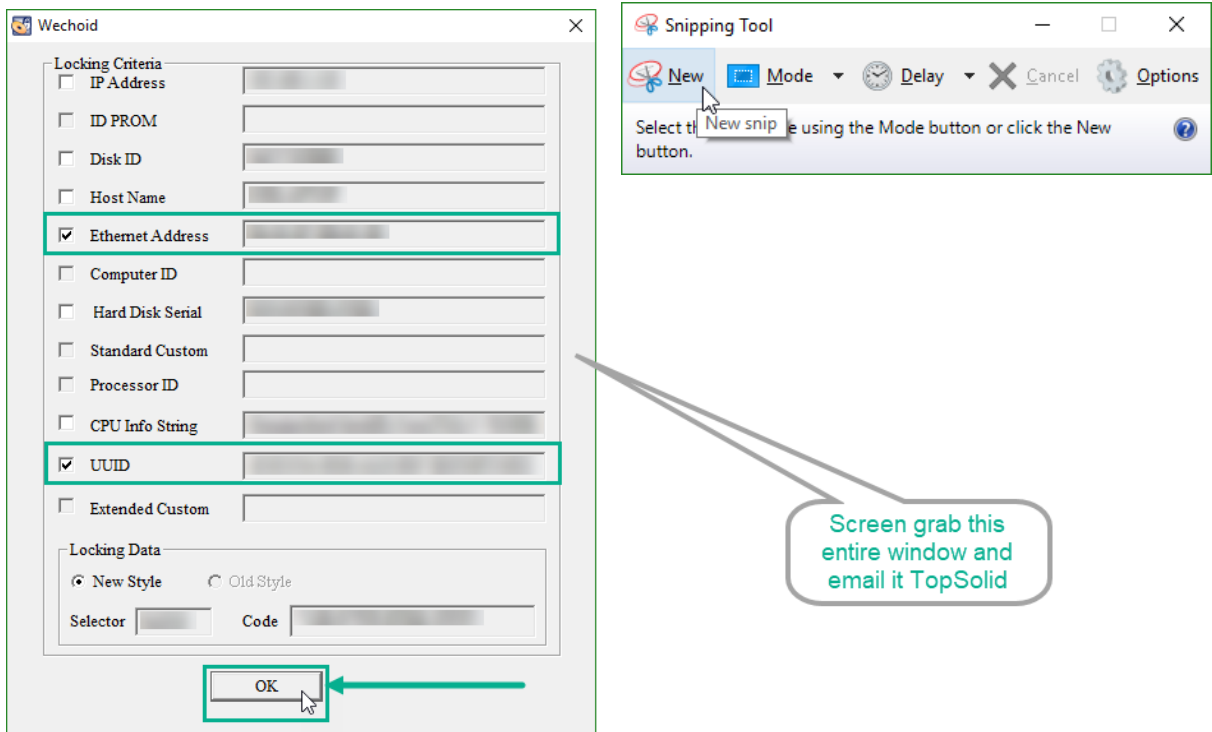 Wechoid
Locking Criteria
IP Address
ID PROM
Disk ID
Host Name
Ethernet Address
Computer ID
Hard Disk Serial
Standard Custom
Processor ID
CPU Info String
UUID
Extended Custom
Locking Data
New Style Old Style
Selector Code
OK
Snipping Tool
New Mode Delay Cancel Options
New snip
Select th e using the Mode button or click the New
button.
Screen grab this
entire window and
email it TopSolid